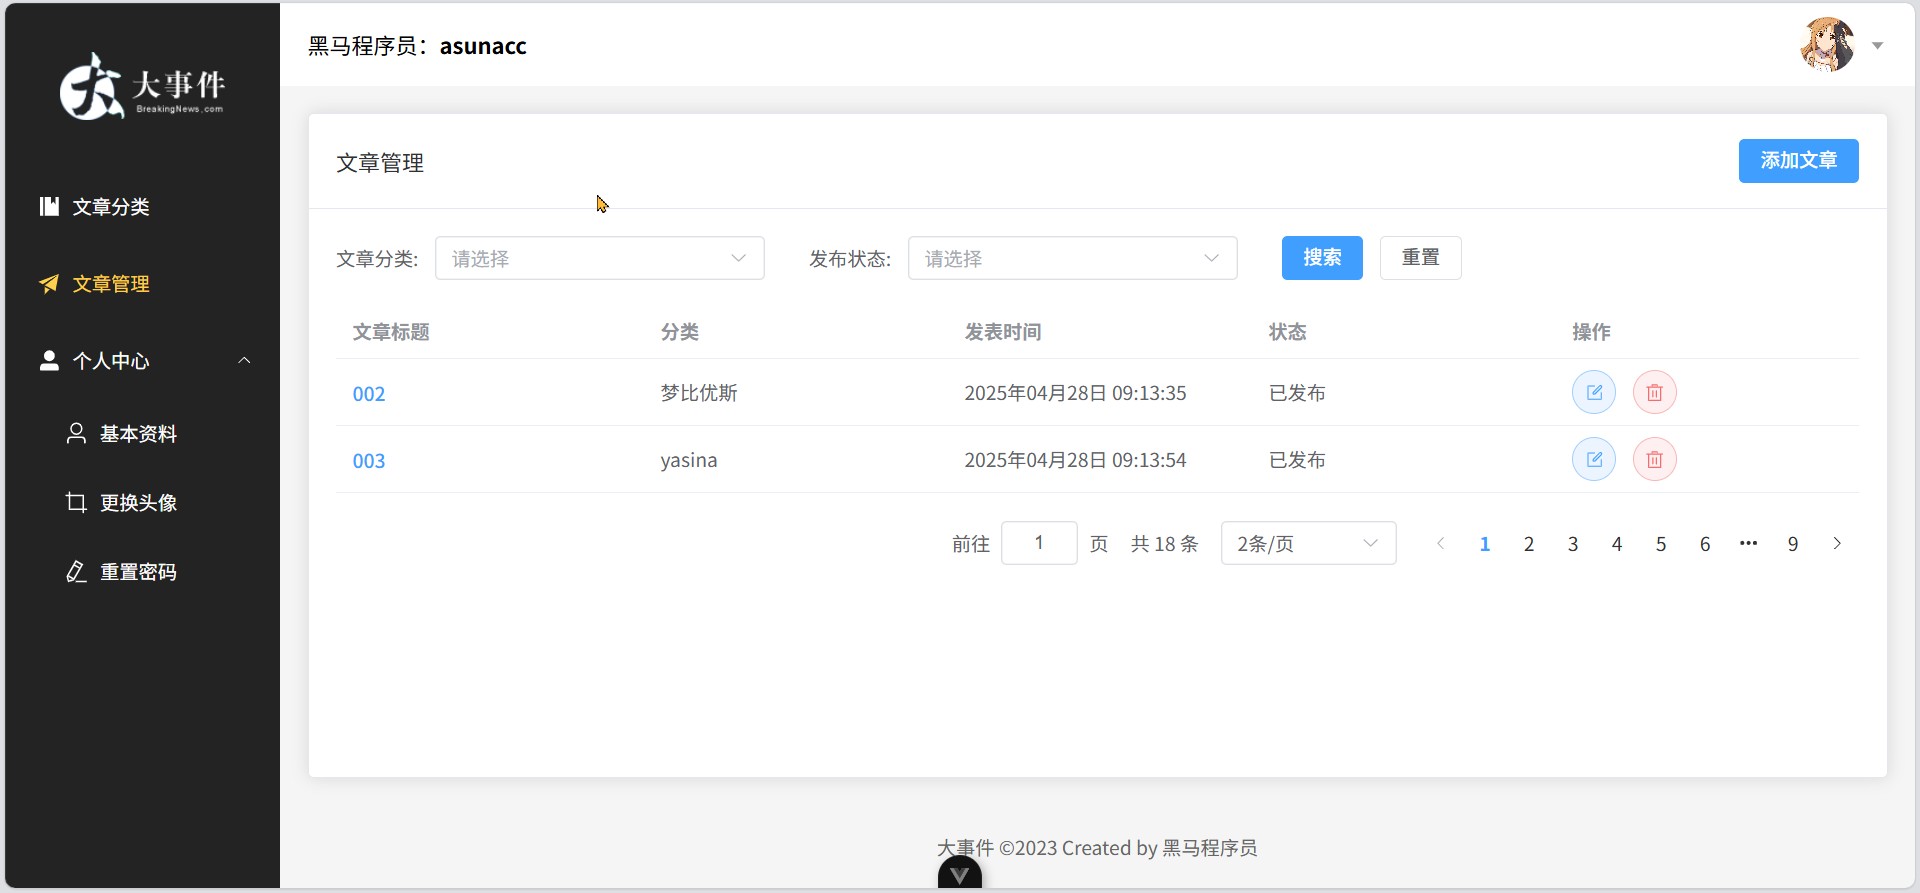 大事件
BreakingNews.com
文章分类
文章管理
个人中心
基本资料
更换头像
重置密码
黑马程序员：asunacc
文章管理
添加文章
文章分类: 请选择 发布状态: 请选择 搜索 重置
文章标题 分类 发表时间 状态 操作
002 梦比优斯 2025年04月28日 09:13:35 已发布
003 yasina 2025年04月28日 09:13:54 已发布
前往 1 页 共 18 条 2条/页 1 2 3 4 5 6 ••• 9
大事件 ©2023 Created by 黑马程序员